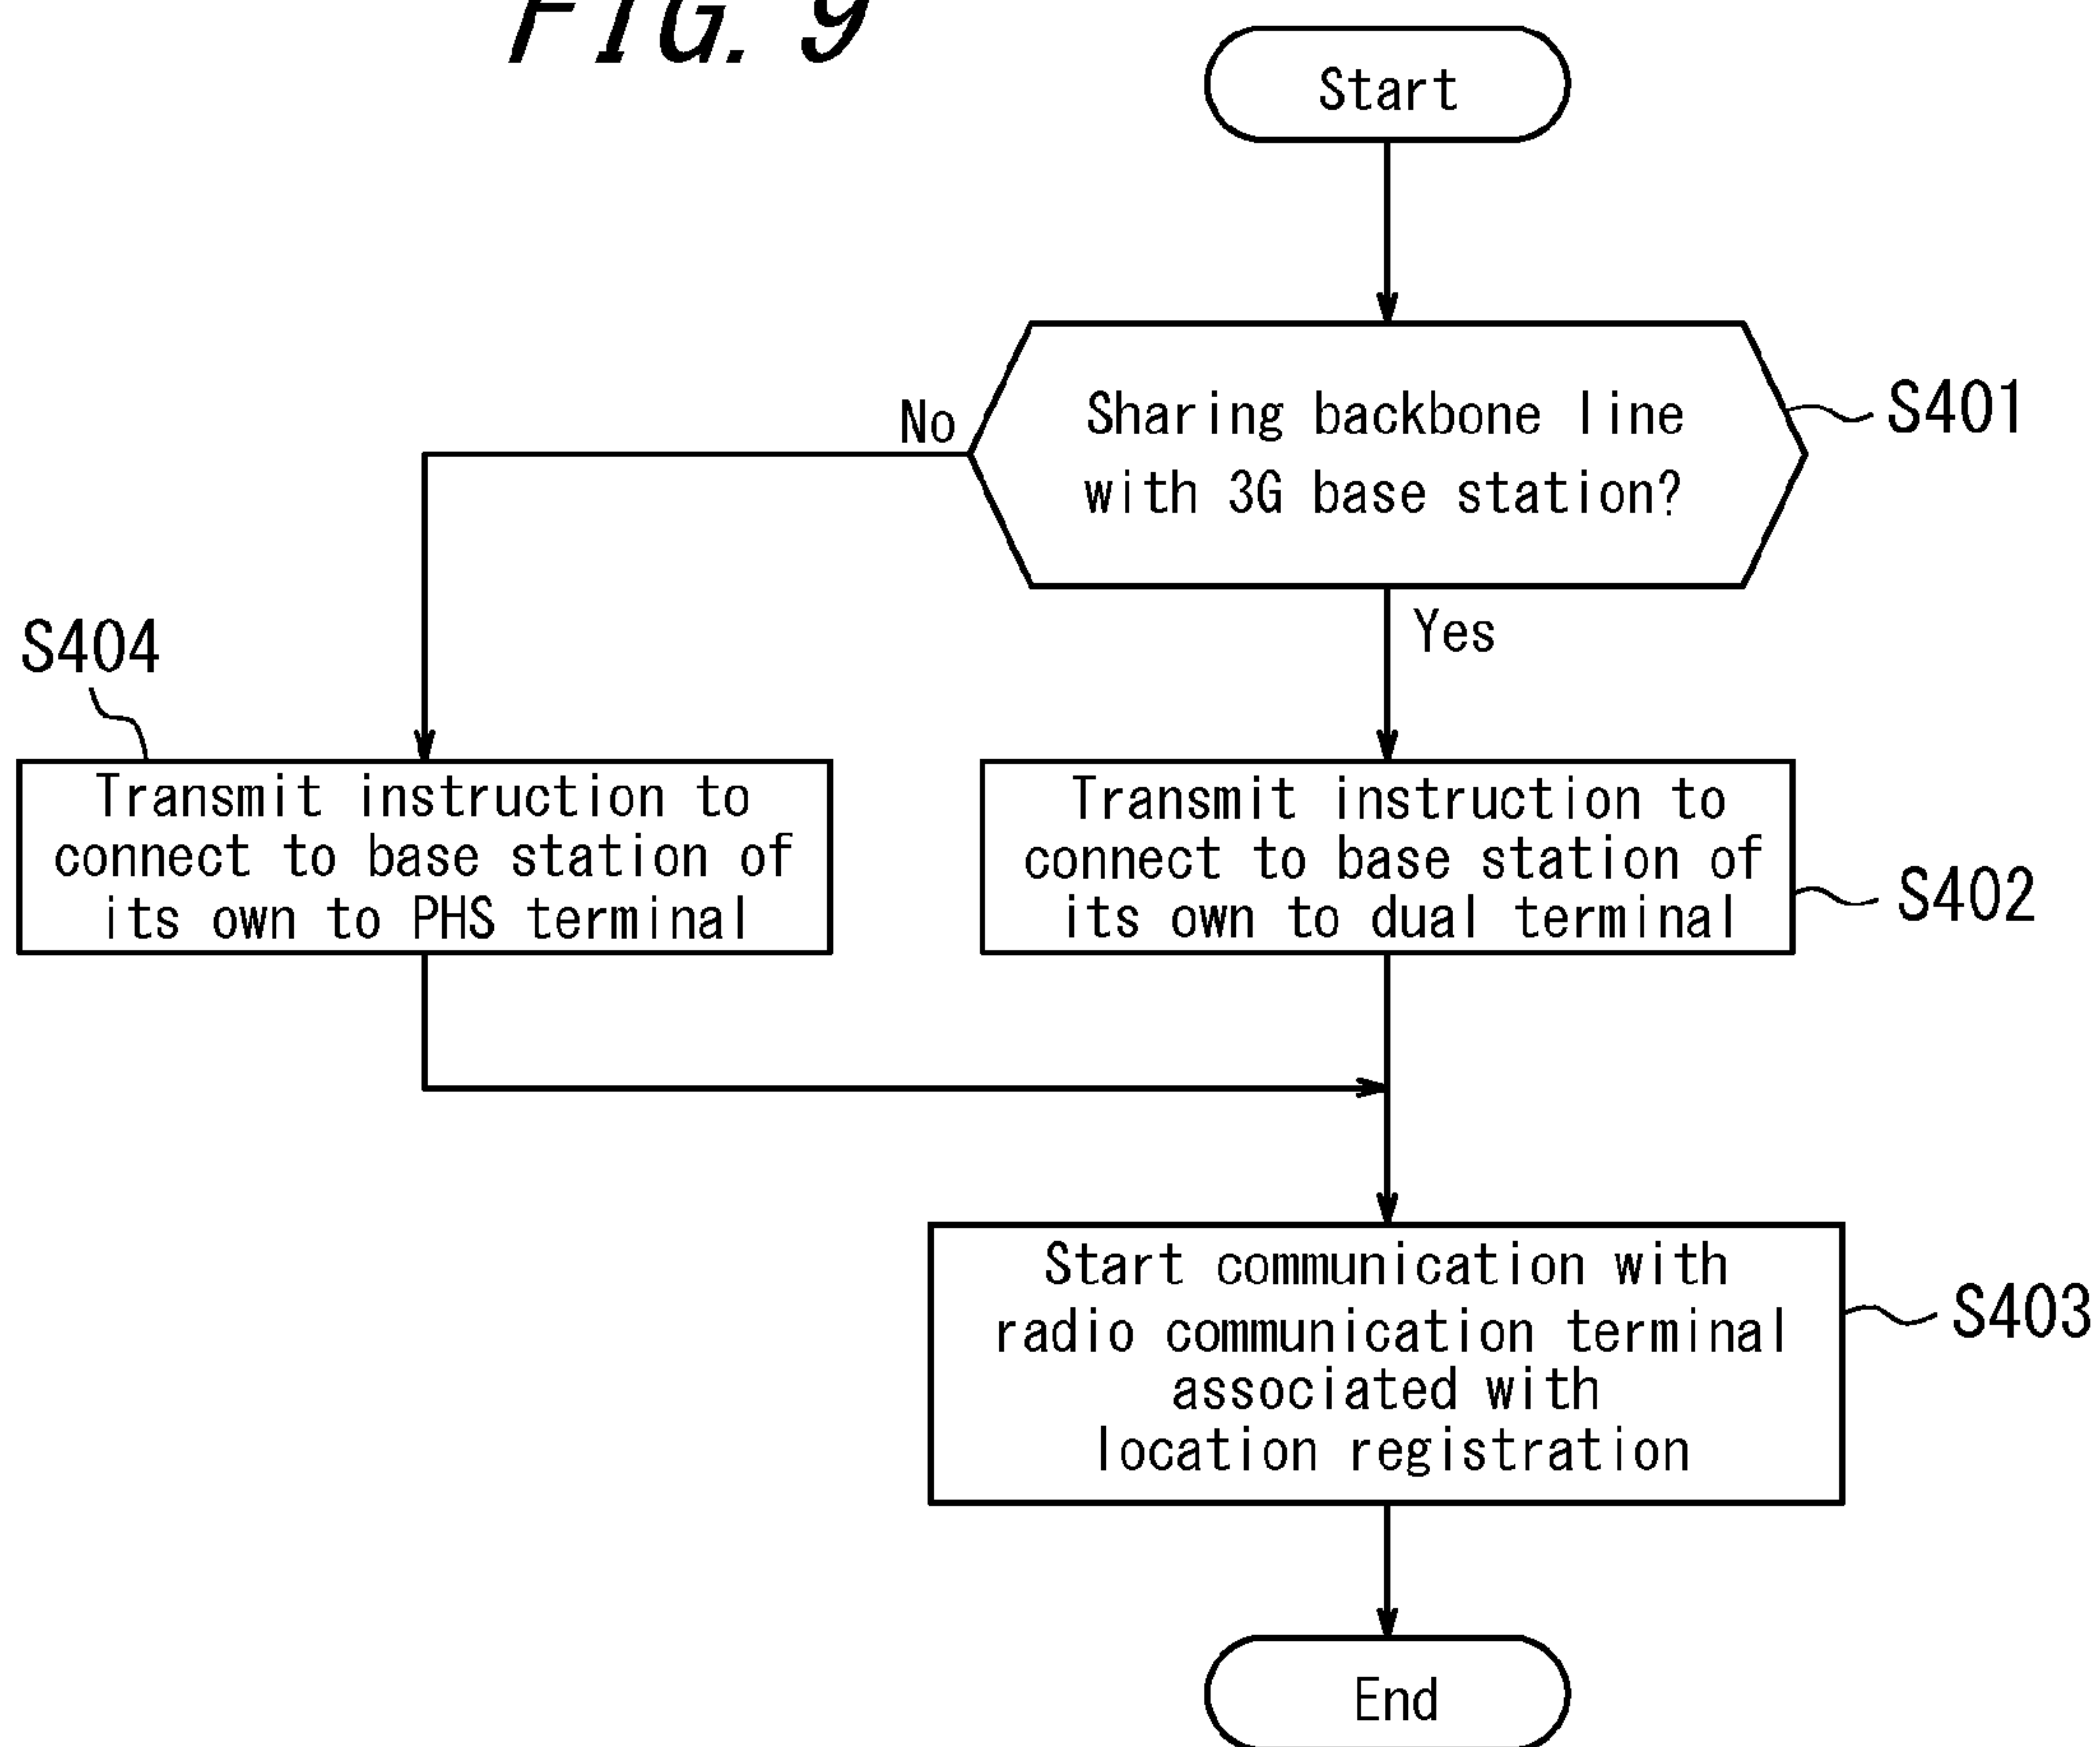 FIG. 9
Start
Sharing backbone line
with 3G base station?
S401
No
Yes
S404
Transmit instruction to
connect to base station of
its own to PHS terminal
Transmit instruction to
connect to base station of
its own to dual terminal
S402
Start communication with
radio communication terminal
associated with
location registration
S403
End